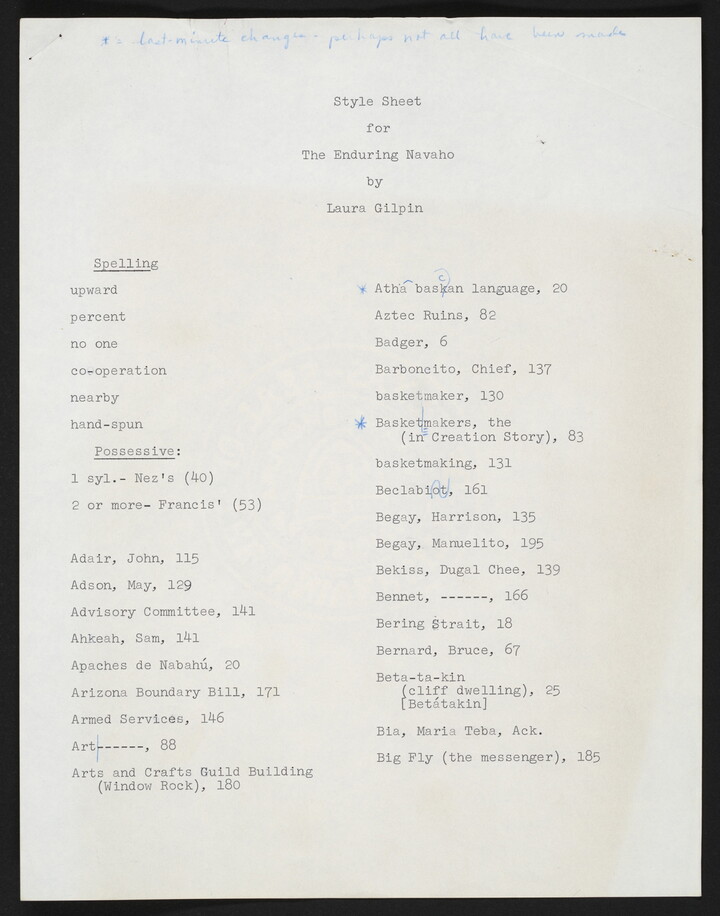 *= last-minute changes - perhaps not all have been made
Style Sheet
for
The Enduring Navaho
by
Laura Gilpin
Spelling
upward
percent
no one
co-operation
nearby
hand-spun
Possessive:
1 syl.- Nez's (40)
2 or more- Francis' (53)
Adair, John, 115
Adson, May, 129
Advisory Committee, 141
Ahkeah, Sam, 141
Apaches de Nabahú, 20
Arizona Boundary Bill, 171
Armed Services, 146
Art------, 88
Arts and Crafts Guild Building
(Window Rock), 180
* Atha baskan language, 20
c
Aztec Ruins, 82
Badger, 6
Barboncito, Chief, 137
basketmaker, 130
* Basketmakers, the
(in Creation Story), 83
basketmaking, 131
Beclabiot, 161
Begay, Harrison, 135
Begay, Manuelito, 195
Bekiss, Dugal Chee, 139
Bennet, ------, 166
Bering Strait, 18
Bernard, Bruce, 67
Beta-ta-kin
(cliff dwelling), 25
[Betátakin]
Bia, Maria Teba, Ack.
Big Fly (the messenger), 185